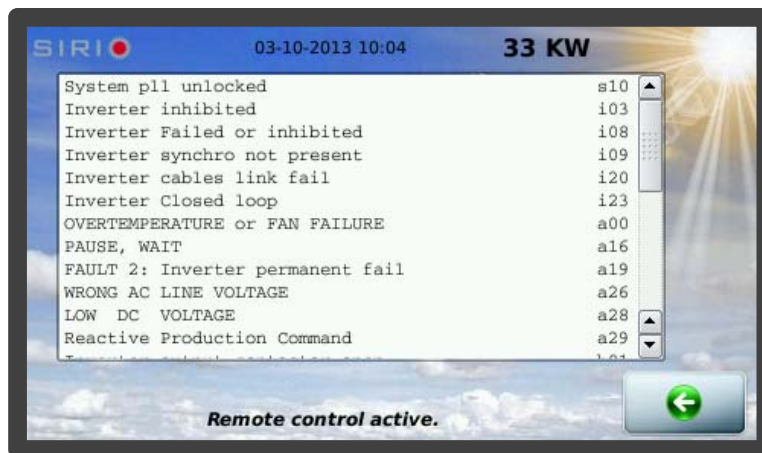 SIRIO 03-10-2013 10:04 33 KW
System pll unlocked s10
Inverter inhibited i03
Inverter Failed or inhibited i08
Inverter synchro not present i09
Inverter cables link fail i20
Inverter Closed loop i23
OVERTEMPERATURE or FAN FAILURE a00
PAUSE, WAIT a16
FAULT 2: Inverter permanent fail a19
WRONG AC LINE VOLTAGE a26
LOW DC VOLTAGE a28
Reactive Production Command a29
Remote control active.